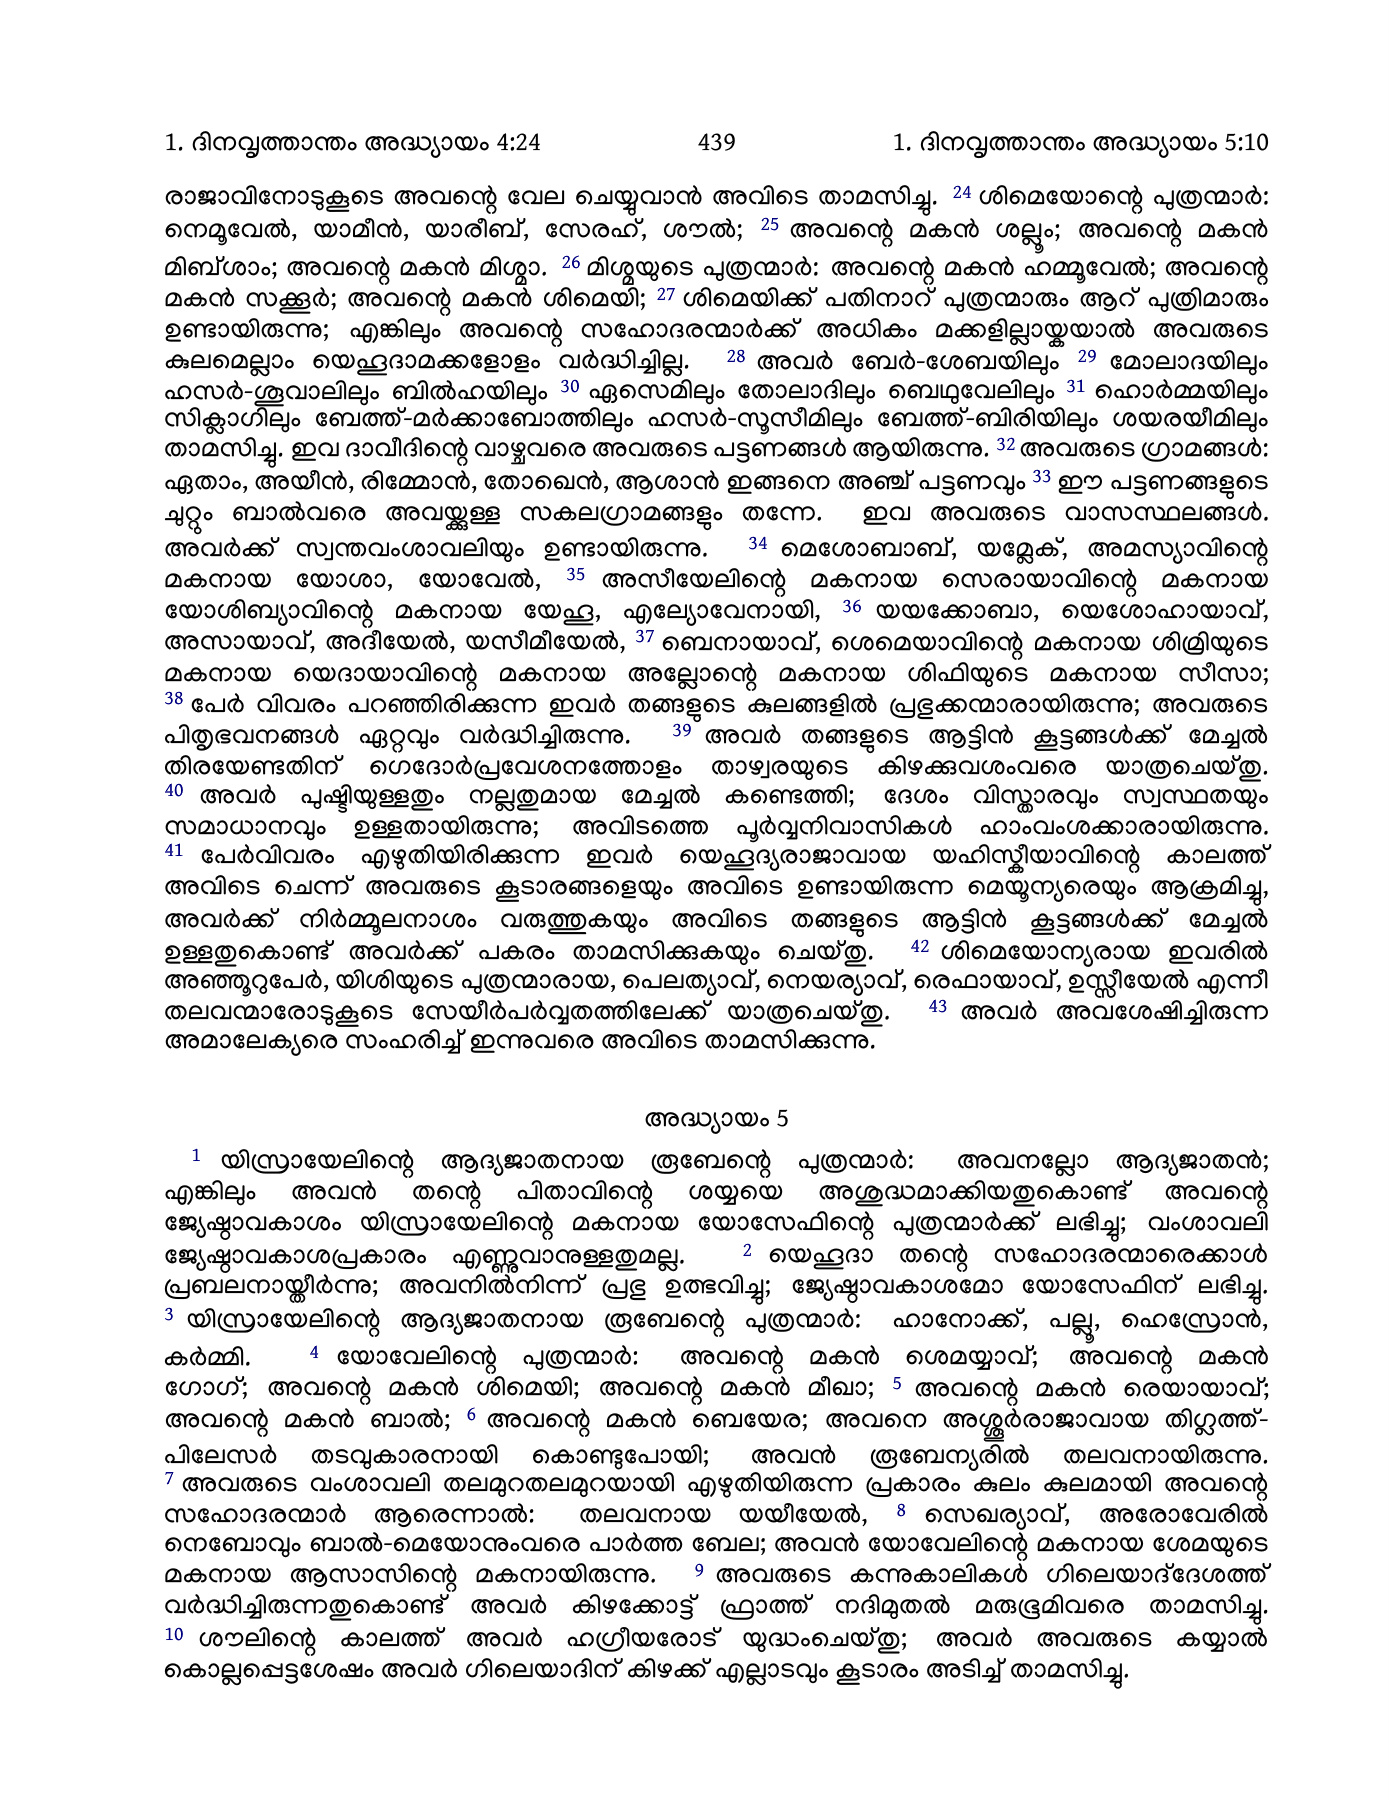 1. ദിനവൃത്താന്തം അദ്ധ്യായം 4:24 439 1. ദിനവൃത്താന്തം അദ്ധ്യായം 5:10
രാജാവിനോടുകൂടെ അവന്റെ വേല ചെയ്യുവാൻ അവിടെ താമസിച്ചു. 24 ശിമെയോന്റെ പുത്രന്മാർ:
നെമൂവേൽ, യാമീൻ, യാരീബ്, സേരഹ്, ശൗൽ; 25 അവന്റെ മകൻ ശല്ലൂം; അവന്റെ മകൻ
മിബ്ശാം; അവന്റെ മകൻ മിശ്മാ. 26 മിശ്മയുടെ പുത്രന്മാർ: അവന്റെ മകൻ ഹമ്മൂവേൽ; അവന്റെ
മകൻ സക്കൂർ; അവന്റെ മകൻ ശിമെയി; 27 ശിമെയിക്ക് പതിനാറ് പുത്രന്മാരും ആറ് പുത്രിമാരും
ഉണ്ടായിരുന്നു; എങ്കിലും അവന്റെ സഹോദരന്മാർക്ക് അധികം മക്കളില്ലായ്കയാൽ അവരുടെ
കുലമെല്ലാം യെഹൂദാമക്കളോളം വർദ്ധിച്ചില്ല. 28 അവർ ബേർ-ശേബയിലും 29 മോലാദയിലും
ഹസർ-ശൂവാലിലും ബിൽഹയിലും 30 ഏസെമിലും തോലാദിലും ബെഥുവേലിലും 31 ഹൊർമ്മയിലും
സിക്ലാഗിലും ബേത്ത്-മർക്കാബോത്തിലും ഹസർ-സൂസീമിലും ബേത്ത്-ബിരിയിലും ശയരയീമിലും
താമസിച്ചു. ഇവ ദാവീദിന്റെ വാഴ്ചവരെ അവരുടെ പട്ടണങ്ങൾ ആയിരുന്നു. 32 അവരുടെ ഗ്രാമങ്ങൾ:
ഏതാം, അയീൻ, രിമ്മോൻ, തോഖെൻ, ആശാൻ ഇങ്ങനെ അഞ്ച് പട്ടണവും 33 ഈ പട്ടണങ്ങളുടെ
ചുറ്റും ബാൽവരെ അവയ്ക്കുള്ള സകലഗ്രാമങ്ങളും തന്നേ. ഇവ അവരുടെ വാസസ്ഥലങ്ങൾ.
അവർക്ക് സ്വന്തവംശാവലിയും ഉണ്ടായിരുന്നു. 34 മെശോബാബ്, യമ്ലേക്, അമസ്യാവിന്റെ
മകനായ യോശാ, യോവേൽ, 35 അസീയേലിന്റെ മകനായ സെരായാവിന്റെ മകനായ
യോശിബ്യാവിന്റെ മകനായ യേഹൂ, എല്യോവേനായി, 36 യയക്കോബാ, യെശോഹായാവ്,
അസായാവ്, അദീയേൽ, യസീമീയേൽ, 37 ബെനായാവ്, ശെമെയാവിന്റെ മകനായ ശിമ്രിയുടെ
മകനായ യെദായാവിന്റെ മകനായ അല്ലോന്റെ മകനായ ശിഫിയുടെ മകനായ സീസാ;
38 പേർ വിവരം പറഞ്ഞിരിക്കുന്ന ഇവർ തങ്ങളുടെ കുലങ്ങളിൽ പ്രഭുക്കന്മാരായിരുന്നു; അവരുടെ
പിതൃഭവനങ്ങൾ ഏറ്റവും വർദ്ധിച്ചിരുന്നു. 39 അവർ തങ്ങളുടെ ആട്ടിൻ കൂട്ടങ്ങൾക്ക് മേച്ചൽ
തിരയേണ്ടതിന് ഗെദോർപ്രവേശനത്തോളം താഴ്വരയുടെ കിഴക്കുവശംവരെ യാത്രചെയ്തു.
40 അവർ പുഷ്ടിയുള്ളതും നല്ലതുമായ മേച്ചൽ കണ്ടെത്തി; ദേശം വിസ്താരവും സ്വസ്ഥതയും
സമാധാനവും ഉള്ളതായിരുന്നു; അവിടത്തെ പൂർവ്വനിവാസികൾ ഹാംവംശക്കാരായിരുന്നു.
41 പേർവിവരം എഴുതിയിരിക്കുന്ന ഇവർ യെഹൂദ്യരാജാവായ യഹിസ്കീയാവിന്റെ കാലത്ത്
അവിടെ ചെന്ന് അവരുടെ കൂടാരങ്ങളെയും അവിടെ ഉണ്ടായിരുന്ന മെയൂന്യരെയും ആക്രമിച്ചു,
അവർക്ക് നിർമ്മൂലനാശം വരുത്തുകയും അവിടെ തങ്ങളുടെ ആട്ടിൻ കൂട്ടങ്ങൾക്ക് മേച്ചൽ
ഉള്ളതുകൊണ്ട് അവർക്ക് പകരം താമസിക്കുകയും ചെയ്തു. 42 ശിമെയോന്യരായ ഇവരിൽ
അഞ്ഞൂറുപേർ, യിശിയുടെ പുത്രന്മാരായ, പെലത്യാവ്, നെയര്യാവ്, രെഫായാവ്, ഉസ്സീയേൽ എന്നീ
തലവന്മാരോടുകൂടെ സേയീർപർവ്വതത്തിലേക്ക് യാത്രചെയ്തു. 43 അവർ അവശേഷിച്ചിരുന്ന
അമാലേക്യരെ സംഹരിച്ച് ഇന്നുവരെ അവിടെ താമസിക്കുന്നു.
അദ്ധ്യായം 5
1 യിസ്രായേലിന്റെ ആദ്യജാതനായ രൂബേന്റെ പുത്രന്മാർ: അവനല്ലോ ആദ്യജാതൻ;
എങ്കിലും അവൻ തന്റെ പിതാവിന്റെ ശയ്യയെ അശുദ്ധമാക്കിയതുകൊണ്ട് അവന്റെ
ജ്യേഷ്ഠാവകാശം യിസ്രായേലിന്റെ മകനായ യോസേഫിന്റെ പുത്രന്മാർക്ക് ലഭിച്ചു; വംശാവലി
ജ്യേഷ്ഠാവകാശപ്രകാരം എണ്ണുവാനുള്ളതുമല്ല. 2 യെഹൂദാ തന്റെ സഹോദരന്മാരെക്കാൾ
പ്രബലനായ്തീർന്നു; അവനിൽനിന്ന് പ്രഭു ഉത്ഭവിച്ചു; ജ്യേഷ്ഠാവകാശമോ യോസേഫിന് ലഭിച്ചു.
3 യിസ്രായേലിന്റെ ആദ്യജാതനായ രൂബേന്റെ പുത്രന്മാർ: ഹാനോക്ക്, പല്ലൂ, ഹെസ്രോൻ,
കർമ്മി. 4 യോവേലിന്റെ പുത്രന്മാർ: അവന്റെ മകൻ ശെമയ്യാവ്; അവന്റെ മകൻ
ഗോഗ്; അവന്റെ മകൻ ശിമെയി; അവന്റെ മകൻ മീഖാ; 5 അവന്റെ മകൻ രെയായാവ്;
അവന്റെ മകൻ ബാൽ; 6 അവന്റെ മകൻ ബെയേര; അവനെ അശ്ശൂർരാജാവായ തിഗ്ലത്ത്-
പിലേസർ തടവുകാരനായി കൊണ്ടുപോയി; അവൻ രൂബേന്യരിൽ തലവനായിരുന്നു.
7 അവരുടെ വംശാവലി തലമുറതലമുറയായി എഴുതിയിരുന്ന പ്രകാരം കുലം കുലമായി അവന്റെ
സഹോദരന്മാർ ആരെന്നാൽ: തലവനായ യയീയേൽ, 8 സെഖര്യാവ്, അരോവേരിൽ
നെബോവും ബാൽ-മെയോനുംവരെ പാർത്ത ബേല; അവൻ യോവേലിന്റെ മകനായ ശേമയുടെ
മകനായ ആസാസിന്റെ മകനായിരുന്നു. 9 അവരുടെ കന്നുകാലികൾ ഗിലെയാദ്‌ദേശത്ത്
വർദ്ധിച്ചിരുന്നതുകൊണ്ട് അവർ കിഴക്കോട്ട് ഫ്രാത്ത് നദിമുതൽ മരുഭൂമിവരെ താമസിച്ചു.
10 ശൗലിന്റെ കാലത്ത് അവർ ഹഗ്രീയരോട് യുദ്ധംചെയ്തു; അവർ അവരുടെ കയ്യാൽ
കൊല്ലപ്പെട്ടശേഷം അവർ ഗിലെയാദിന് കിഴക്ക് എല്ലാടവും കൂടാരം അടിച്ച് താമസിച്ചു.